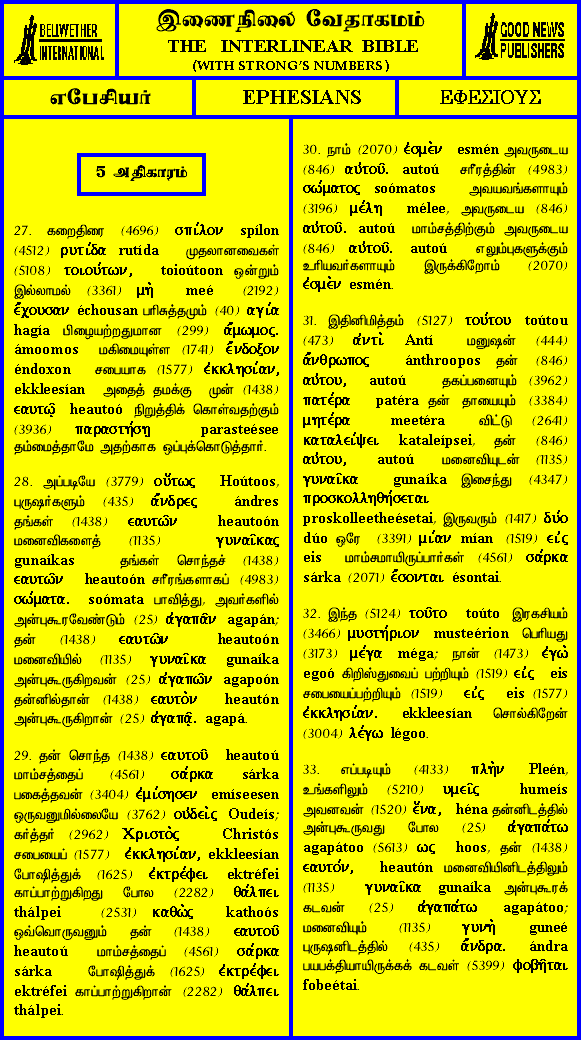 BELLWETHER
INTERNATIONAL
இணைநிலை வேதாகமம்
THE INTERLINEAR BIBLE
(WITH STRONG'S NUMBERS)
GOOD NEWS
PUBLISHERS
எபேசியர்
EPHESIANS
ΕΦΕΣΙΟΥΣ
5 அதிகாரம்
27. கறைதிரை (4696) σπίλον spílon
(4512) ρυτίδα rutída முதலானவைகள்
(5108) τοιούτων, toioútoon ஒன்றும்
இல்லாமல் (3361) μὴ meé (2192)
ἔχουσαν échousan பரிசுத்தமும் (40) αγία
hagía பிழையற்றதுமான (299) ἄμωμος.
ámoomos மகிமையுள்ள (1741) ἔνδοξον
éndoxon சபையாக (1577) ἐκκλησίαν,
ekkleesían அதைத் தமக்கு முன் (1438)
εαυτῷ heautoó நிறுத்திக் கொள்வதற்கும்
(3936) παραστήση parasteésee
தம்மைத்தாமே அதற்காக ஒப்புக்கொடுத்தார்.
28. அப்படியே (3779) οὕτως Hoútoos,
புருஷர்களும் (435) ἄνδρες ándres
தங்கள் (1438) εαυτῶν heautoón
மனைவிகளைத் (1135) γυναῖκας
gunaíkas தங்கள் சொந்தச் (1438)
εαυτῶν heautoón சரீரங்களாகப் (4983)
σώματα. soómata பாவித்து, அவர்களில்
அன்புகூரவேண்டும் (25) ἀγαπᾶν agapán;
தன் (1438) εαυτῶν heautoón
மனைவியில் (1135) γυναῖκα gunaíka
அன்புகூருகிறவன் (25) ἀγαπῶν agapoón
தன்னில்தான் (1438) εαυτὸν heautón
அன்புகூருகிறான் (25) ἀγαπᾷ. agapá.
29. தன் சொந்த (1438) εαυτοῦ heautoú
மாம்சத்தைப் (4561) σάρκα sárka
பகைத்தவன் (3404) ἐμίσησεν emíseesen
ஒருவனுமில்லையே (3762) οὐδεὶς Oudeís;
கர்த்தர் (2962) Χριστὸς Christós
சபையைப் (1577) ἐκκλησίαν, ekkleesían
போஷித்துக் (1625) ἐκτρέφει ektréfei
காப்பாற்றுகிறது போல (2282) θάλπει
thálpei (2531) καθὼς kathoós
ஒவ்வொருவனும் தன் (1438) εαυτοῦ
heautoú மாம்சத்தைப் (4561) σάρκα
sárka போஷித்துக் (1625) ἐκτρέφει
ektréfei காப்பாற்றுகிறான் (2282) θάλπει
thálpei.
30. நாம் (2070) ἐσμὲν esmén அவருடைய
(846) αὐτοῦ. autoú சரீரத்தின் (4983)
σώματος soómatos அவயவங்களாயும்
(3196) μέλη mélee, அவருடைய (846)
αὐτοῦ. autoú மாம்சத்திற்கும் அவருடைய
(846) αὐτοῦ. autoú எலும்புகளுக்கும்
உரியவர்களாயும் இருக்கிறோம் (2070)
ἐσμὲν esmén.
31. இதினிமித்தம் (5127) τούτου toútou
(473) ἀντὶ Antí மனுஷன் (444)
ἄνθρωπος ánthroopos தன் (846)
αὐτου, autoú தகப்பனையும் (3962)
πατέρα patéra தன் தாயையும் (3384)
μητέρα meetéra விட்டு (2641)
καταλείψει kataleípsei, தன் (846)
αὐτου, autoú மனைவியுடன் (1135)
γυναῖκα gunaíka இசைந்து (4347)
προσκολληθήσεται
proskolleetheésetai, இருவரும் (1417) δύο
dúo ஒரே (3391) μίαν mían (1519) εἰς
eis மாம்சமாயிருப்பார்கள் (4561) σάρκα
sárka (2071) ἔσονται ésontai.
32. இந்த (5124) τοῦτο toúto இரகசியம்
(3466) μυστήριον musteérion பெரியது
(3173) μέγα méga; நான் (1473) ἐγὼ
egoó கிறிஸ்துவைப் பற்றியும் (1519) εἰς eis
சபையைப்பற்றியும் (1519) εἰς eis (1577)
ἐκκλησίαν. ekkleesían சொல்கிறேன்
(3004) λέγω légoo.
33. எப்படியும் (4133) πλὴν Pleén,
உங்களிலும் (5210) υμεῖς humeís
அவனவன் (1520) ἕνα, héna தன்னிடத்தில்
அன்புகூருவது போல (25) ἀγαπάτω
agapátoo (5613) ως hoos, தன் (1438)
εαυτόν, heautón மனைவியினிடத்திலும்
(1135) γυναῖκα gunaíka அன்புகூரக்
கடவன் (25) ἀγαπάτω agapátoo;
மனைவியும் (1135) γυνὴ guneé
புருஷனிடத்தில் (435) ἄνδρα. ándra
பயபக்தியாயிருக்கக் கடவள் (5399) φοβῆται
fobeétai.